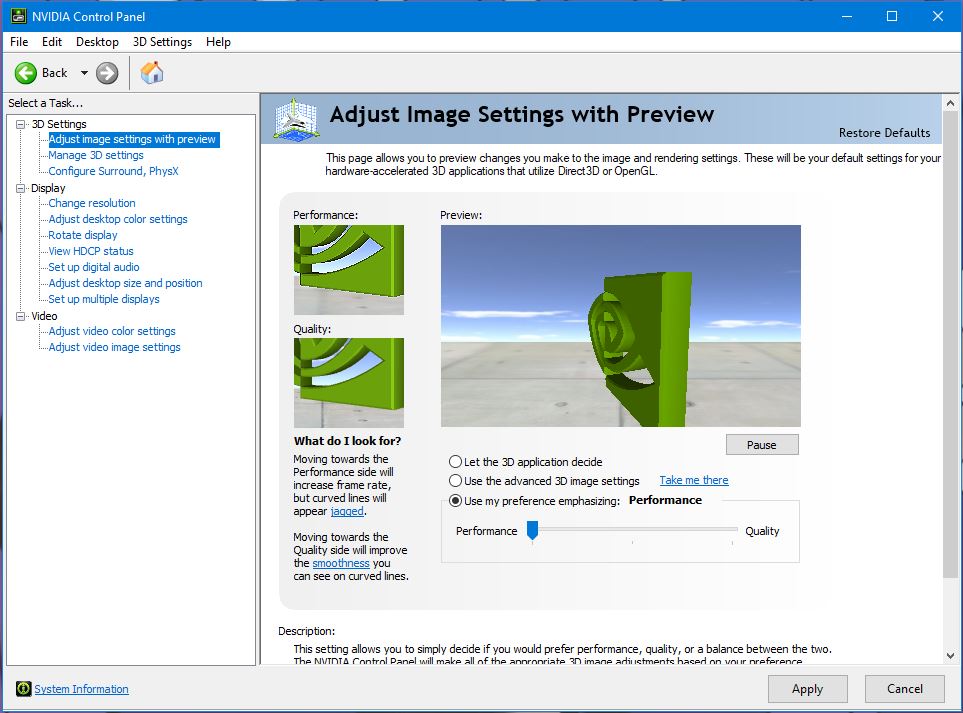 NVIDIA Control Panel
File Edit Desktop 3D Settings Help
Back
Select a Task...
3D Settings
Adjust image settings with preview
Manage 3D settings
Configure Surround, PhysX
Display
Change resolution
Adjust desktop color settings
Rotate display
View HDCP status
Set up digital audio
Adjust desktop size and position
Set up multiple displays
Video
Adjust video color settings
Adjust video image settings
System Information
Adjust Image Settings with Preview
Restore Defaults
This page allows you to preview changes you make to the image and rendering settings. These will be your default settings for your
hardware-accelerated 3D applications that utilize Direct3D or OpenGL.
Performance:
Quality:
What do I look for?
Moving towards the
Performance side will
increase frame rate,
but curved lines will
appear jagged.
Moving towards the
Quality side will improve
the smoothness you
can see on curved lines.
Preview:
Pause
Let the 3D application decide
Use the advanced 3D image settings Take me there
Use my preference emphasizing: Performance
Performance Quality
Description:
This setting allows you to simply decide if you would prefer performance, quality, or a balance between the two.
The NVIDIA Control Panel will make all of the appropriate 3D image adjustments based on your preference.
Apply Cancel